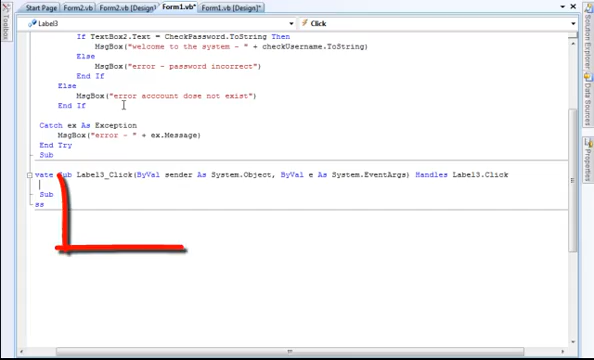 Start Page Form2.vb Form2.vb [Design] Form1.vb* Form1.vb [Design]*
Label3 Click
If TextBox2.Text = CheckPassword.ToString Then
MsgBox("welcome to the system - " + checkUsername.ToString)
Else
MsgBox("error - password incorrect")
End If
Else
MsgBox("error acccount dose not exist")
End If
Catch ex As Exception
MsgBox("error - " + ex.Message)
End Try
Sub
vate Sub Label3_Click(ByVal sender As System.Object, ByVal e As System.EventArgs) Handles Label3.Click
Sub
ss
Toolbox
Solution Explorer
Data Sources
Properties